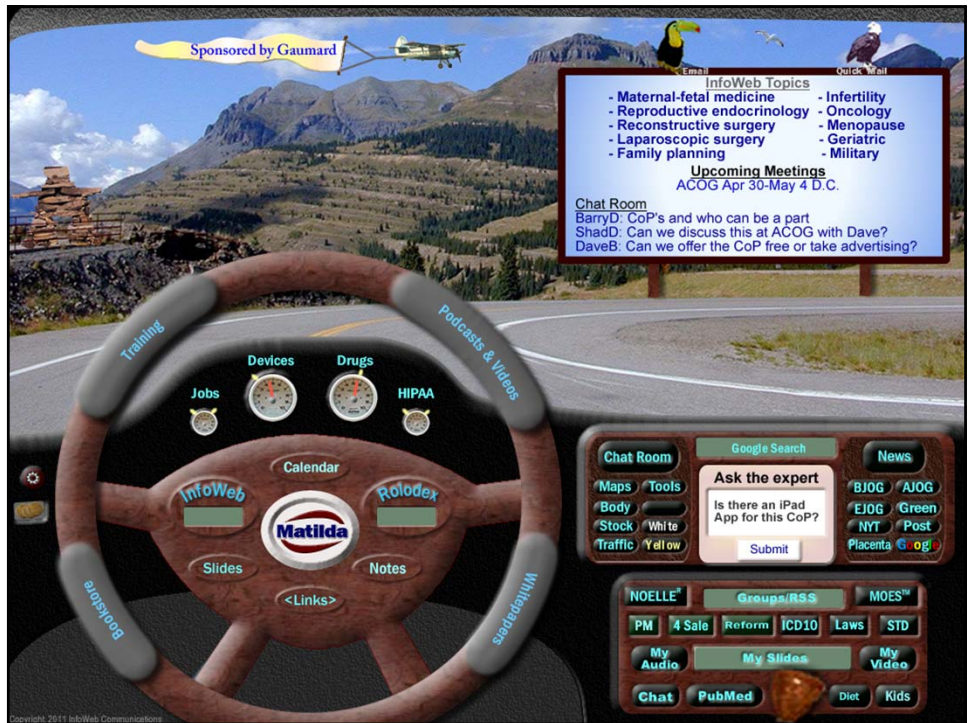 Sponsored by Gaumard
Email
Quick Mail
InfoWeb Topics
- Maternal-fetal medicine - Infertility
- Reproductive endocrinology - Oncology
- Reconstructive surgery - Menopause
- Laparoscopic surgery - Geriatric
- Family planning - Military
Upcoming Meetings
ACOG Apr 30-May 4 D.C.
Chat Room
BarryD: CoP's and who can be a part
ShadD: Can we discuss this at ACOG with Dave?
DaveB: Can we offer the CoP free or take advertising?
Training
Podcasts & Videos
Devices
Drugs
Jobs
HIPAA
Calendar
InfoWeb
Rolodex
Matilda
Slides
Notes
<Links>
Bookstore
Whitepapers
Chat Room
Google Search
News
Maps Tools
Body
Stock White
Traffic Yellow
Ask the expert
Is there an iPad
App for this CoP?
Submit
BJOG AJOG
EJOG Green
NYT Post
Placenta Google
NOELLE® Groups/RSS MOES™
PM 4 Sale Reform ICD10 Laws STD
My Audio
My Slides
My Video
Chat PubMed Diet Kids
Copyright 2011 InfoWeb Communications